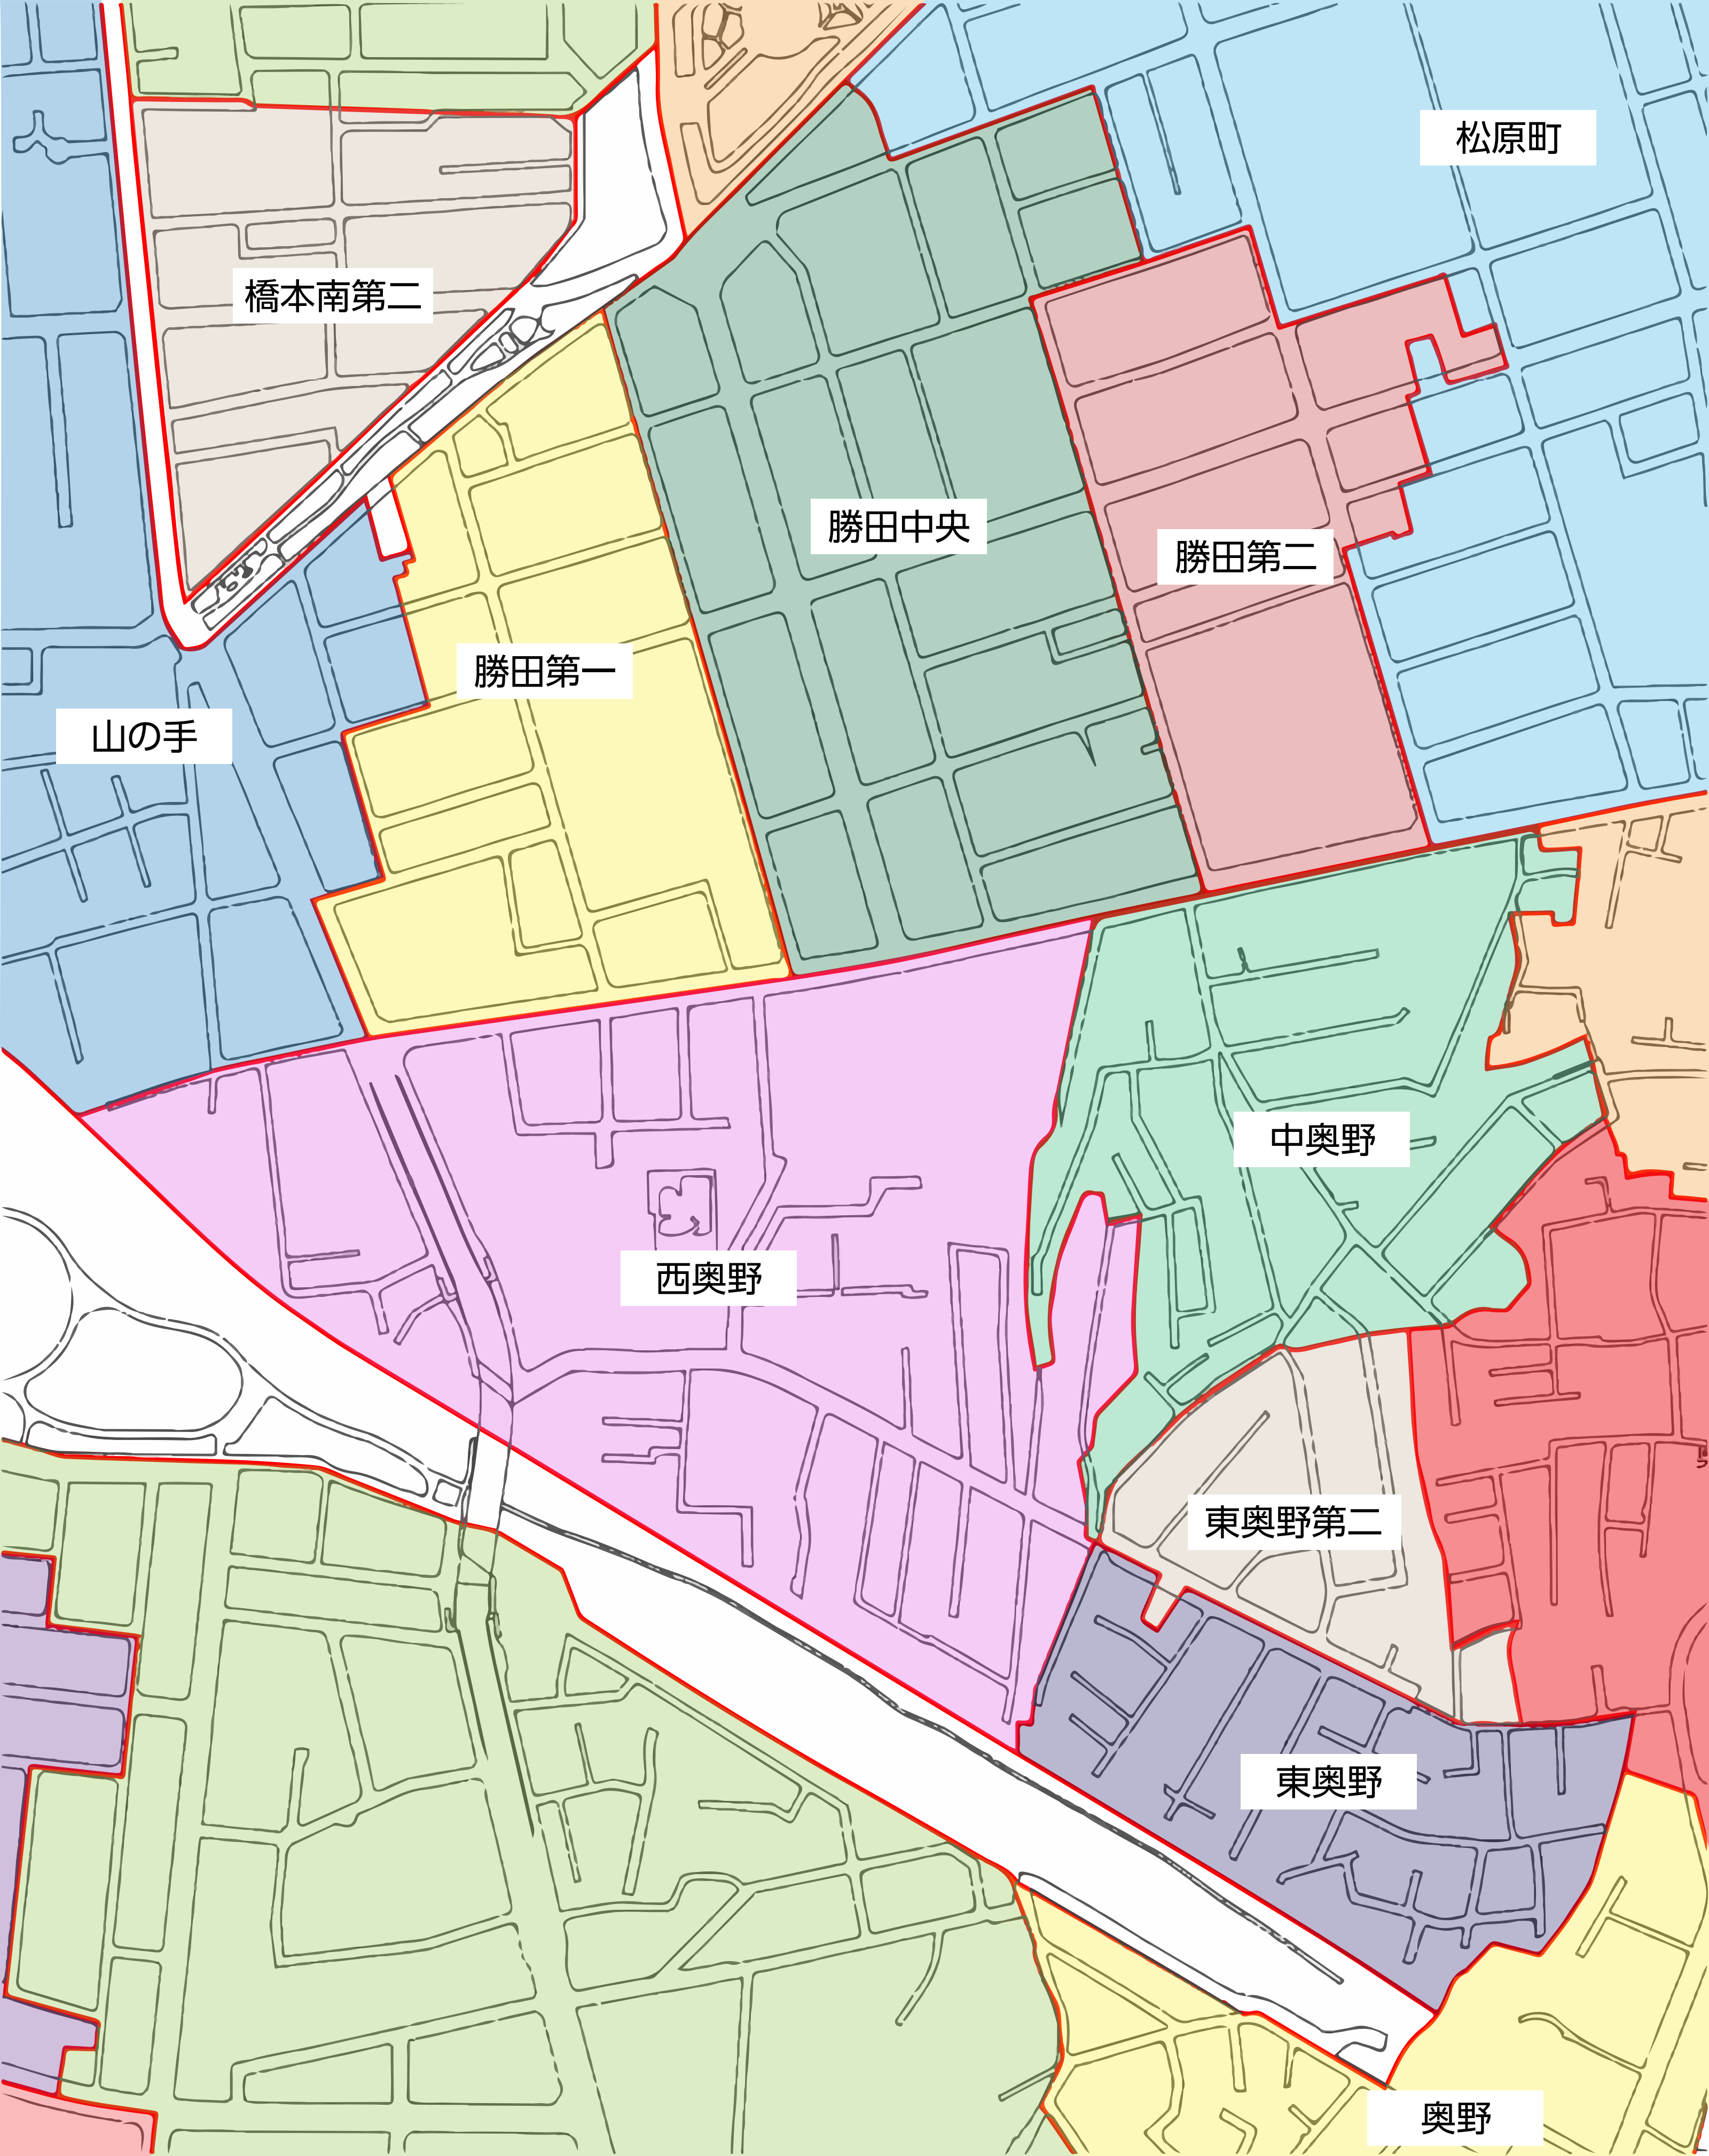 松原町
橋本南第二
勝田中央
勝田第二
勝田第一
山の手
中奥野
西奥野
東奥野第二
東奥野
奥野